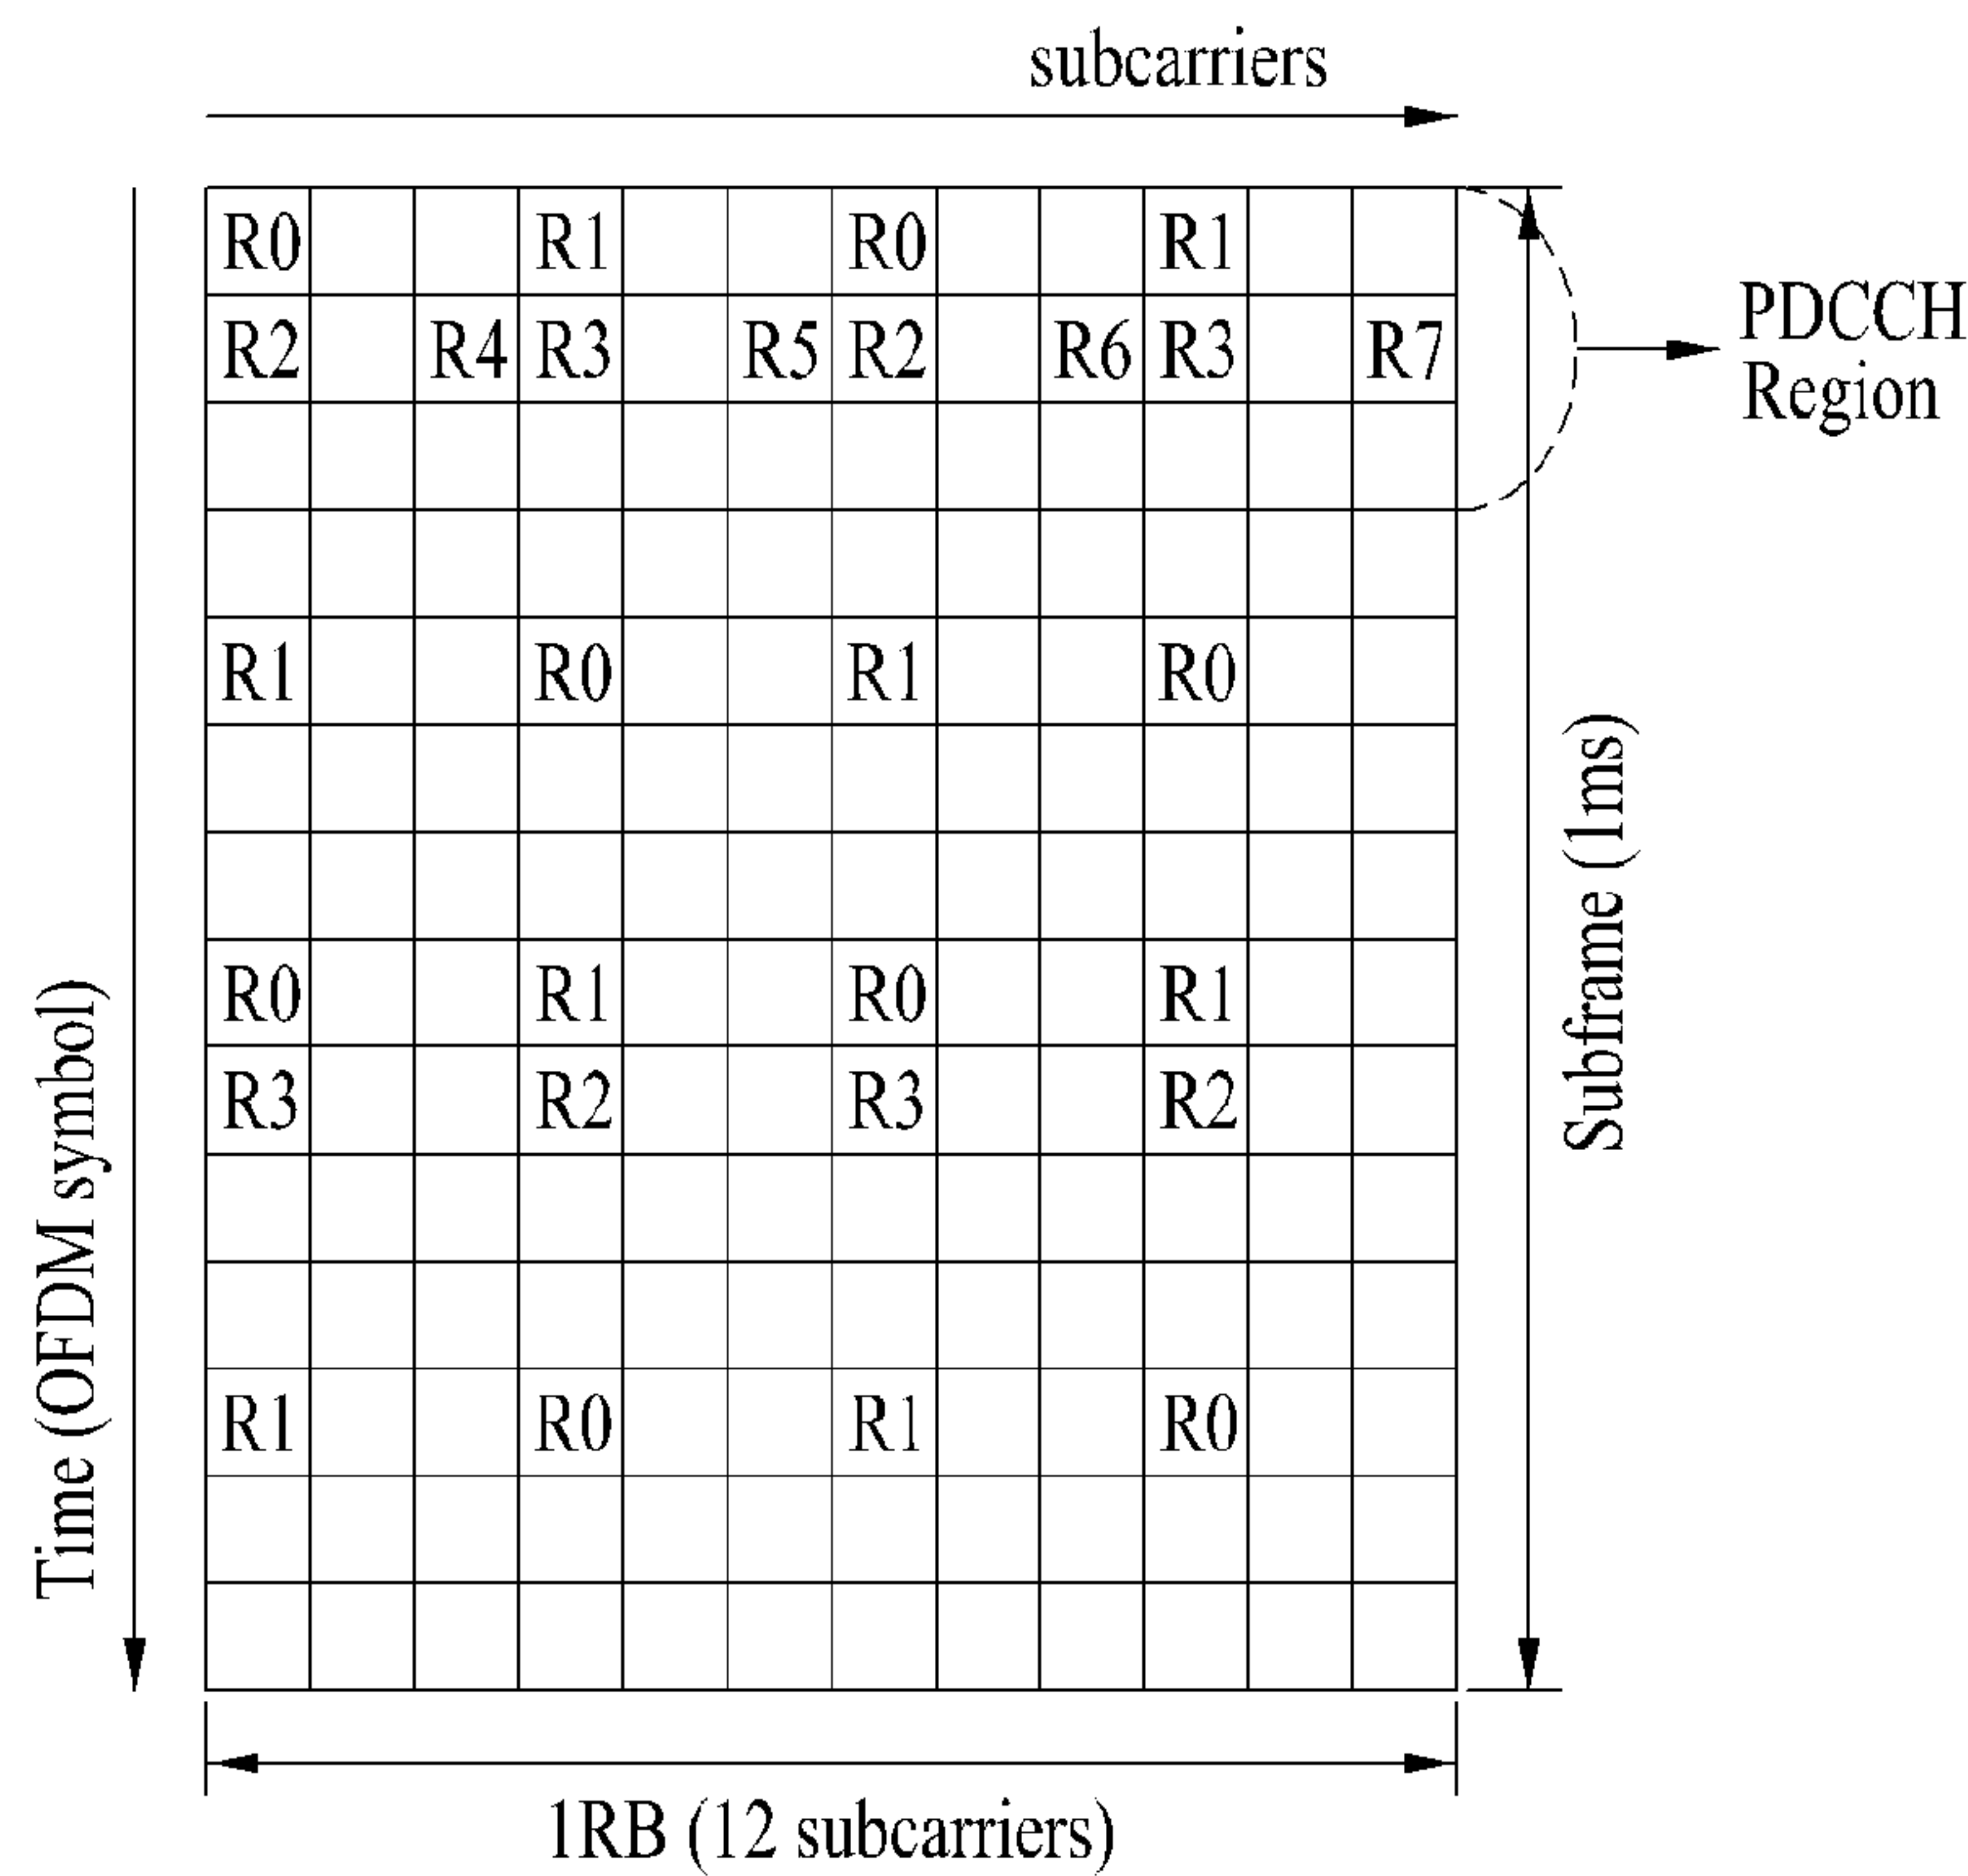 subcarriers
R0 R1 R0 R1
R2 R4 R3 R5 R2 R6 R3 R7
PDCCH
Region
R1 R0 R1 R0
R0 R1 R0 R1
R3 R2 R3 R2
R1 R0 R1 R0
Time (OFDM symbol)
Subframe (1ms)
1RB (12 subcarriers)